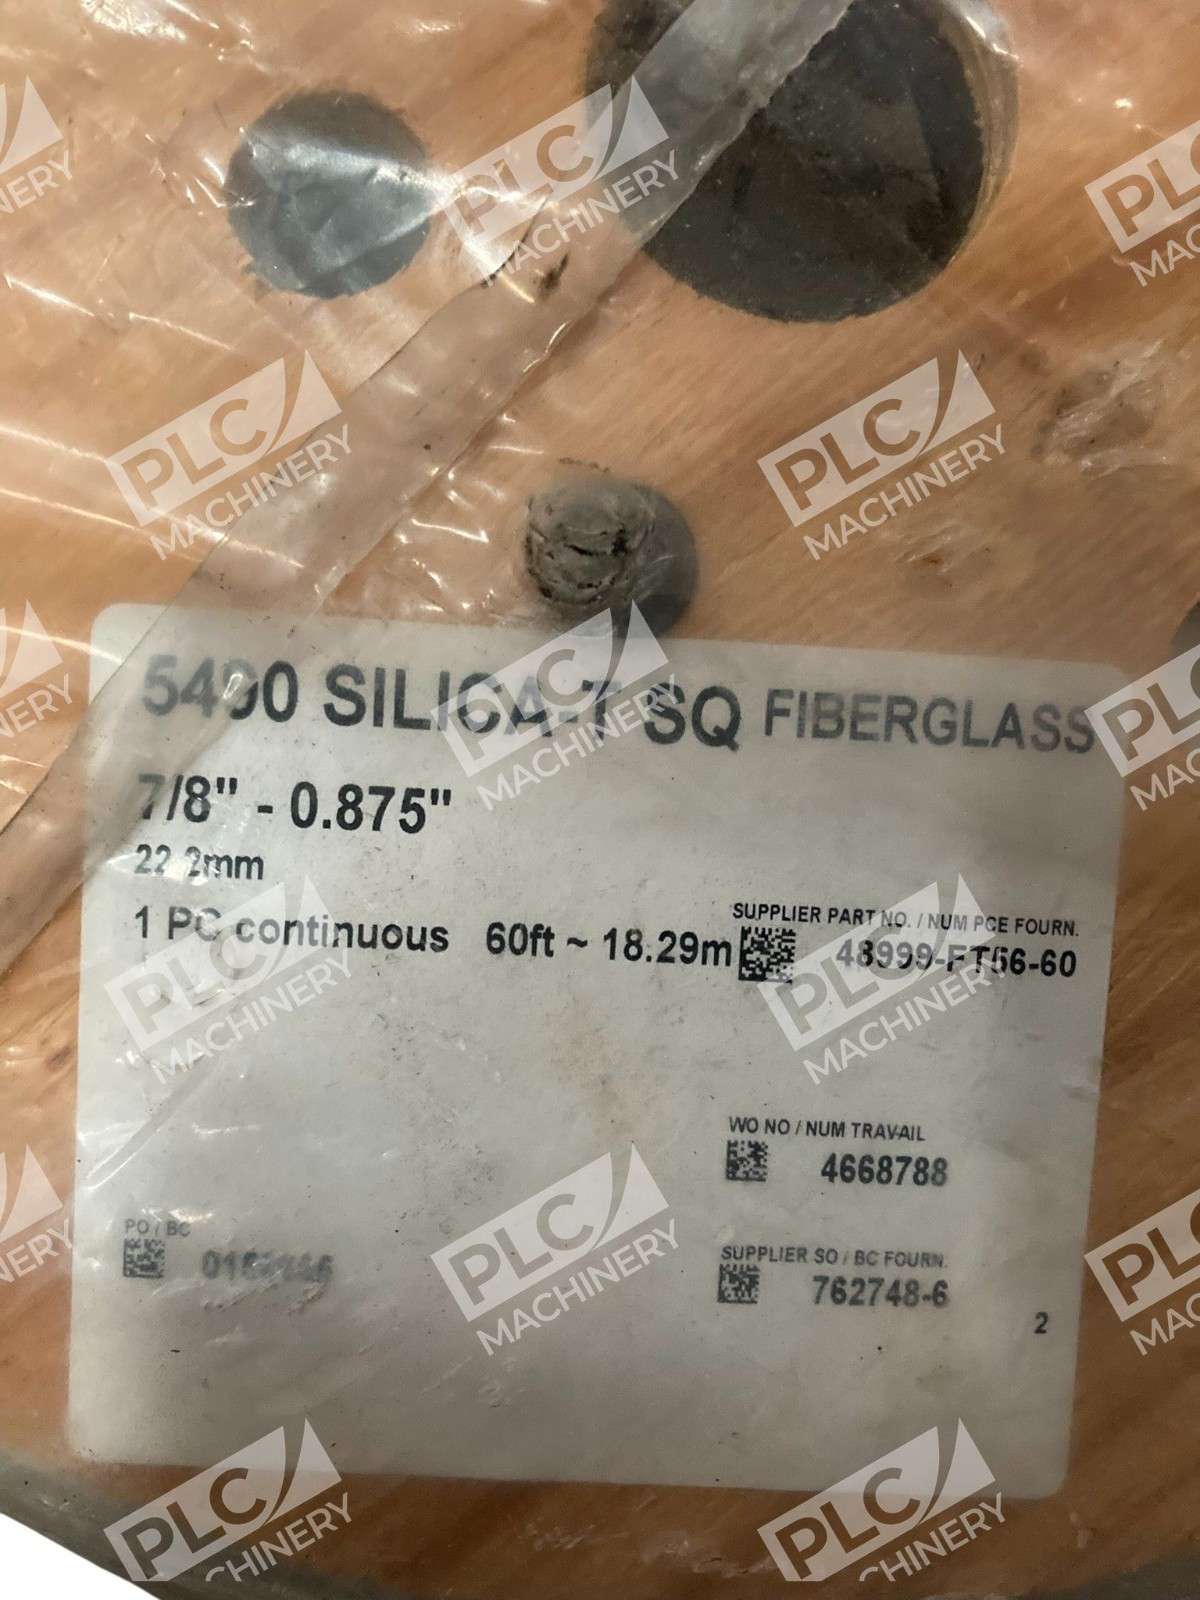 5490 SILICA-T SQ FIBERGLASS
7/8" - 0.875"
22.2mm
1 PC continuous 60ft ~ 18.29m
SUPPLIER PART NO. / NUM PCE FOURN.
48999-FT56-60
WO NO / NUM TRAVAIL
4668788
PO / BC
SUPPLIER SO / BC FOURN.
762748-6
2
PLC MACHINERY